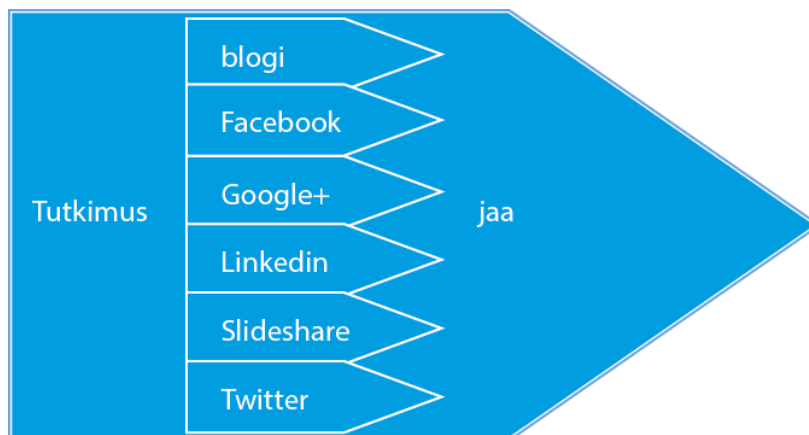 Tutkimus
blogi
Facebook
Google+
Linkedin
Slideshare
Twitter
jaa